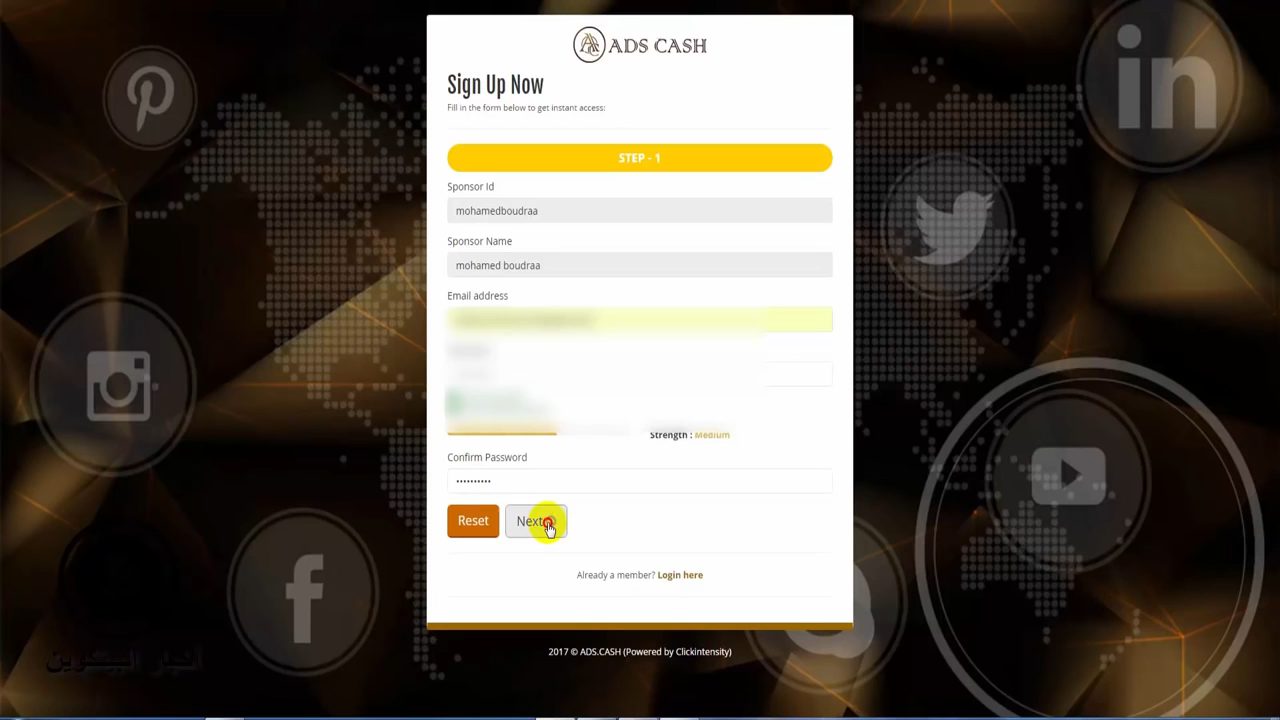 ADS CASH
Sign Up Now
Fill in the form below to get instant access:
STEP - 1
Sponsor Id
mohamedboudraa
Sponsor Name
mohamed boudraa
Email address
Strength : Medium
Confirm Password
••••••••••
Reset
Next
Already a member? Login here
أخبار البيتكوين
2017 © ADS.CASH (Powered by Clickintensity)